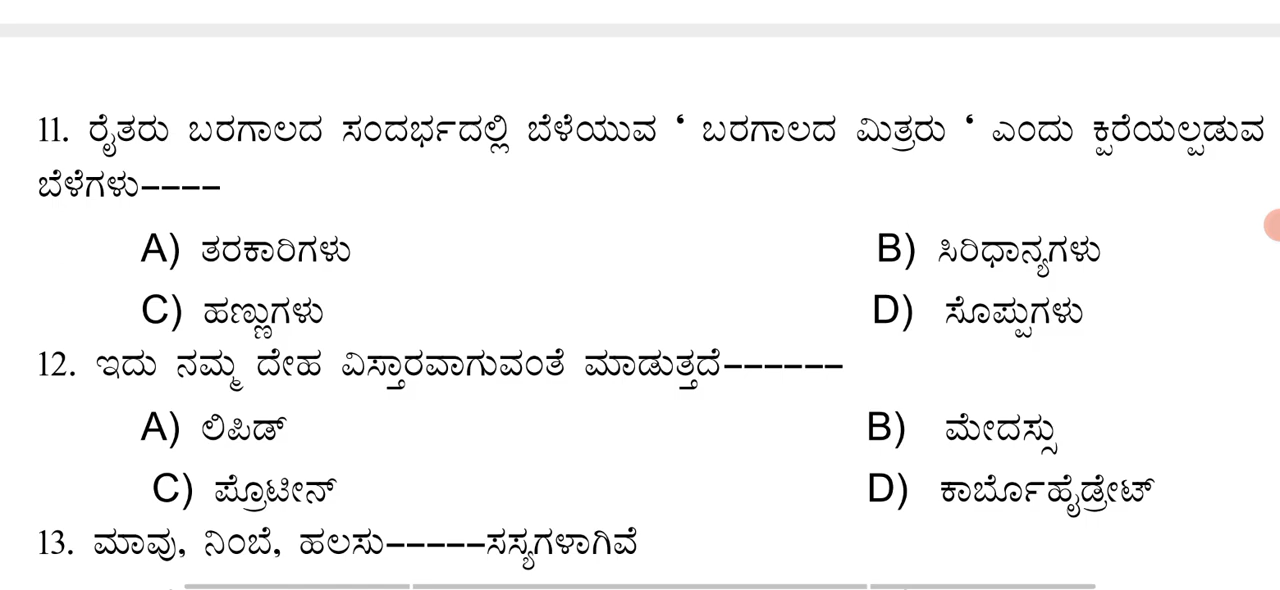 11. ರೈತರು ಬರಗಾಲದ ಸಂದರ್ಭದಲ್ಲಿ ಬೆಳೆಯುವ ‘ ಬರಗಾಲದ ಮಿತ್ರರು ‘ ಎಂದು ಕ್ಪರೆಯಲ್ಪಡುವ
ಬೆಳೆಗಳು----
A) ತರಕಾರಿಗಳು B) ಸಿರಿಧಾನ್ಯಗಳು
C) ಹಣ್ಣುಗಳು D) ಸೊಪ್ಪುಗಳು
12. ಇದು ನಮ್ಮ ದೇಹ ವಿಸ್ತಾರವಾಗುವಂತೆ ಮಾಡುತ್ತದೆ------
A) ಲಿಪಿಡ್ B) ಮೇದಸ್ಸು
C) ಪ್ರೊಟೀನ್ D) ಕಾರ್ಬೊಹೈಡ್ರೇಟ್
13. ಮಾವು, ನಿಂಬೆ, ಹಲಸು-----ಸಸ್ಯಗಳಾಗಿವೆ